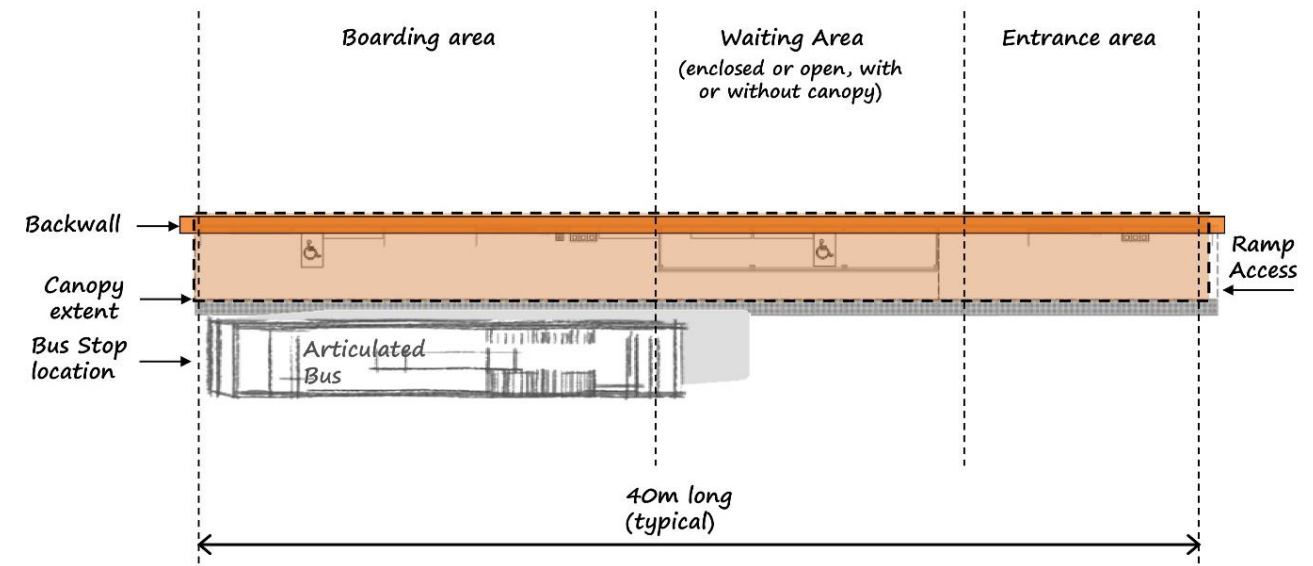 Boarding area
Waiting Area
(enclosed or open, with
or without canopy)
Entrance area
Backwall
Canopy
extent
Bus Stop
location
Articulated
Bus
Ramp
Access
40m long
(typical)